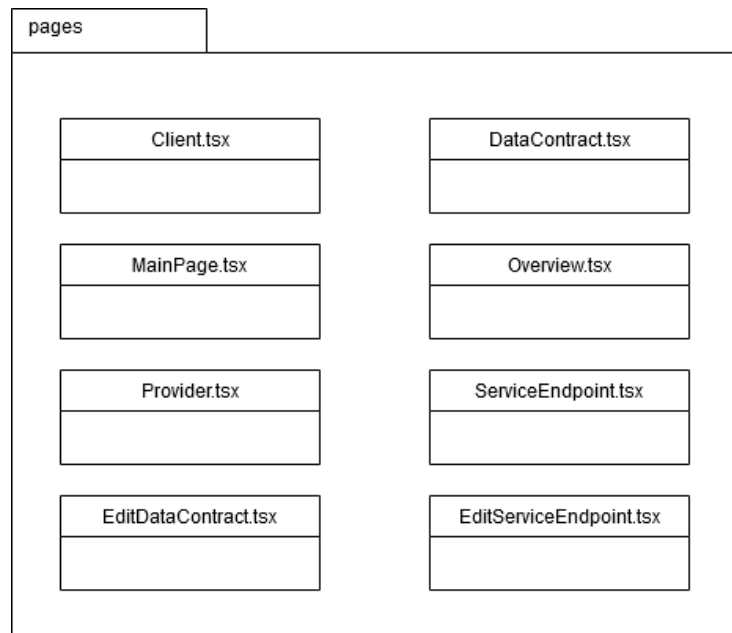 pages
Client.tsx
DataContract.tsx
MainPage.tsx
Overview.tsx
Provider.tsx
ServiceEndpoint.tsx
EditDataContract.tsx
EditServiceEndpoint.tsx